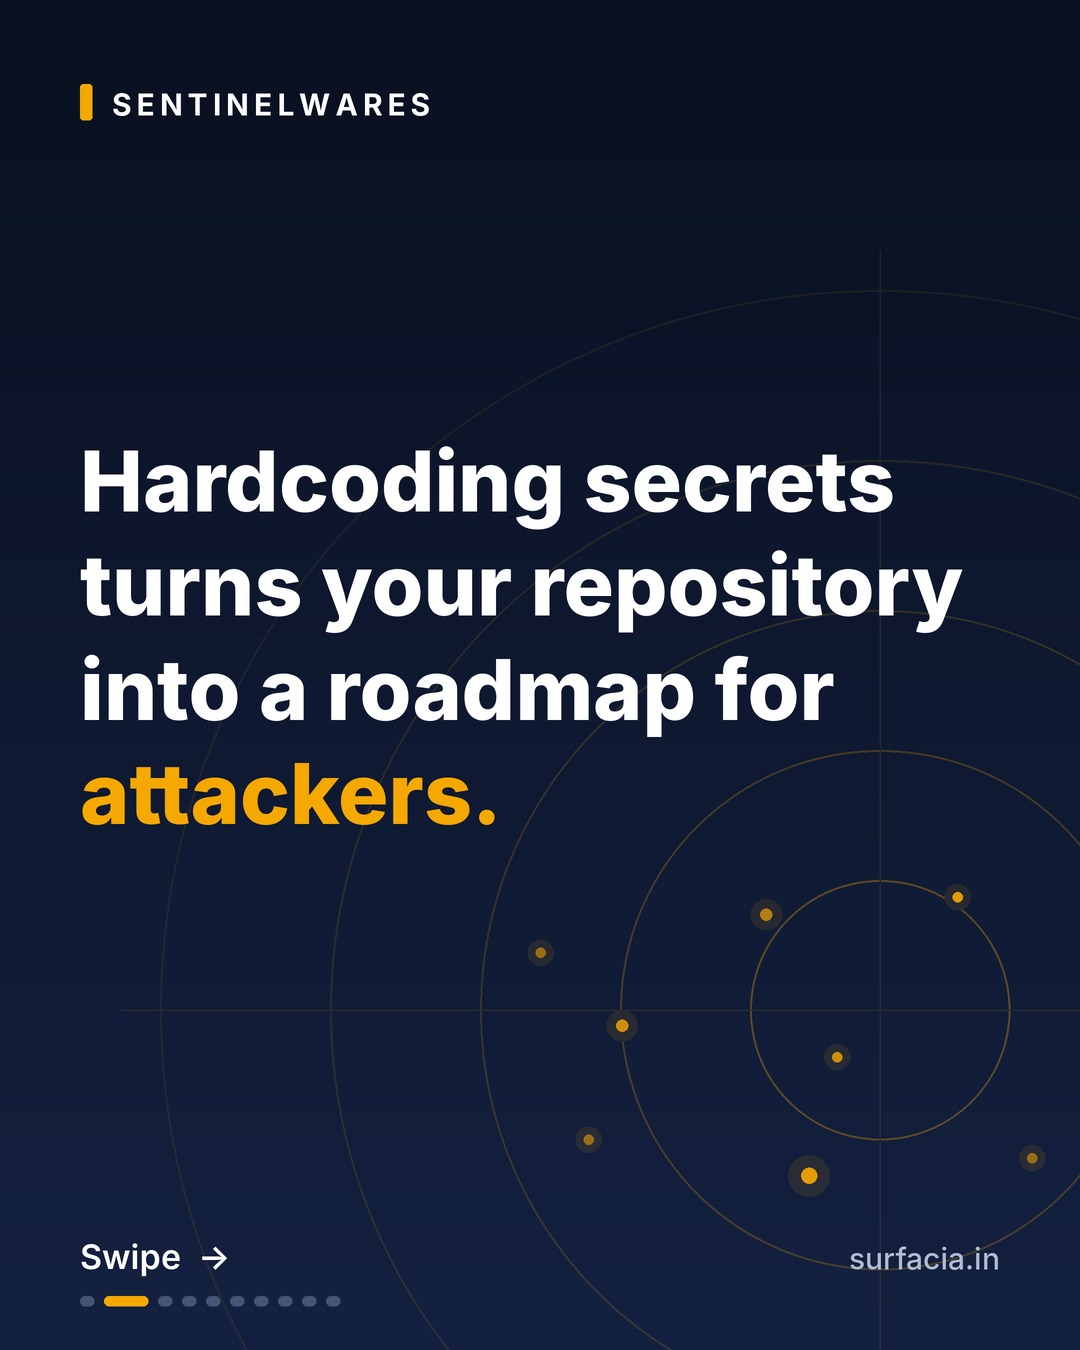 SENTINELWARES
Hardcoding secrets
turns your repository
into a roadmap for
attackers.
Swipe →
surfacia.in